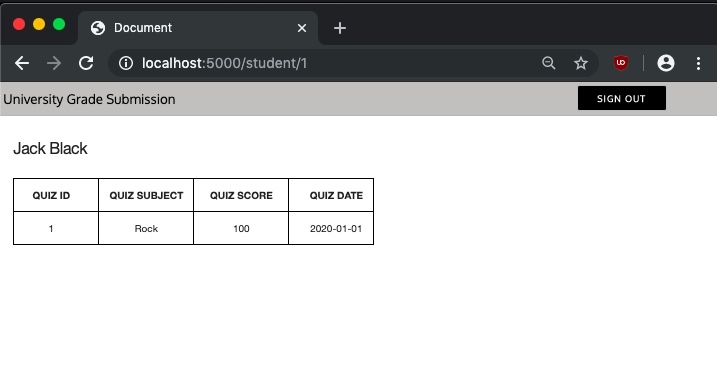 Document
localhost:5000/student/1
University Grade Submission SIGN OUT
Jack Black
QUIZ ID QUIZ SUBJECT QUIZ SCORE QUIZ DATE
1 Rock 100 2020-01-01